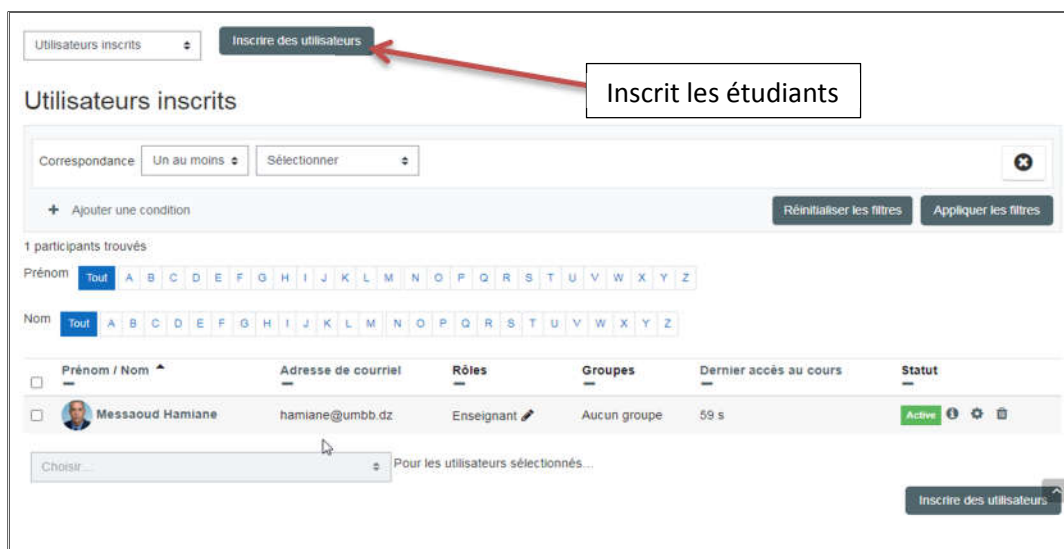 Utilisateurs inscrits Inscrire des utilisateurs
Inscrit les étudiants
Utilisateurs inscrits
Correspondance Un au moins Sélectionner
Ajouter une condition Réinitialiser les filtres Appliquer les filtres
1 participants trouvés
Prénom Tout A B C D E F G H I J K L M N O P Q R S T U V W X Y Z
Nom Tout A B C D E F G H I J K L M N O P Q R S T U V W X Y Z
Prénom / Nom Adresse de courriel Rôles Groupes Dernier accès au cours Statut
Messaoud Hamiane hamiane@umbb.dz Enseignant Aucun groupe 59 s Active
Choisir... Pour les utilisateurs sélectionnés...
Inscrire des utilisateurs